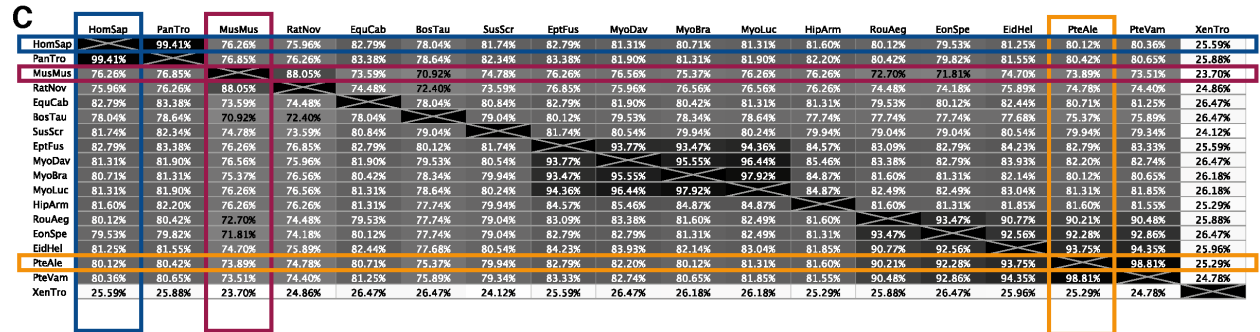 C
HomSap PanTro MusMus RatNov EquCab BosTau SusScr EptFus MyoDav MyoBra MyoLuc HipArm RouAeg EonSpe EidHel PteAle PteVam XenTro
HomSap 99.41% 76.26% 75.96% 82.79% 78.04% 81.74% 82.79% 81.31% 80.71% 81.31% 81.60% 80.12% 79.53% 81.25% 80.12% 80.36% 25.59%
PanTro 99.41% 76.85% 76.26% 83.38% 78.64% 82.34% 83.38% 81.90% 81.31% 81.90% 82.20% 80.42% 79.82% 81.55% 80.42% 80.65% 25.88%
MusMus 76.26% 76.85% 88.05% 73.59% 70.92% 74.78% 76.26% 76.56% 75.37% 76.26% 76.26% 72.70% 71.81% 74.70% 73.89% 73.51% 23.70%
RatNov 75.96% 76.26% 88.05% 74.48% 72.40% 73.59% 76.85% 75.96% 76.56% 76.56% 76.26% 74.48% 74.18% 75.89% 74.78% 74.40% 24.86%
EquCab 82.79% 83.38% 73.59% 74.48% 78.04% 80.84% 82.79% 81.90% 80.42% 81.31% 81.31% 79.53% 80.12% 82.44% 80.71% 81.25% 26.47%
BosTau 78.04% 78.64% 70.92% 72.40% 78.04% 79.04% 80.12% 79.53% 78.34% 78.64% 77.74% 77.74% 77.74% 77.68% 75.37% 75.89% 26.47%
SusScr 81.74% 82.34% 74.78% 73.59% 80.84% 79.04% 81.74% 80.54% 79.94% 80.24% 79.94% 79.04% 79.04% 80.54% 79.94% 79.34% 24.12%
EptFus 82.79% 83.38% 76.26% 76.85% 82.79% 80.12% 81.74% 93.77% 93.47% 94.36% 84.57% 83.09% 82.79% 84.23% 82.79% 83.33% 25.59%
MyoDav 81.31% 81.90% 76.56% 75.96% 81.90% 79.53% 80.54% 93.77% 95.55% 96.44% 85.46% 83.38% 82.79% 83.93% 82.20% 82.74% 26.47%
MyoBra 80.71% 81.31% 75.37% 76.56% 80.42% 78.34% 79.94% 93.47% 95.55% 97.92% 84.87% 81.60% 81.31% 82.14% 80.12% 80.65% 26.18%
MyoLuc 81.31% 81.90% 76.26% 76.56% 81.31% 78.64% 80.24% 94.36% 96.44% 97.92% 84.87% 82.49% 82.49% 83.04% 81.31% 81.85% 26.18%
HipArm 81.60% 82.20% 76.26% 76.26% 81.31% 77.74% 79.94% 84.57% 85.46% 84.87% 84.87% 81.60% 81.31% 81.85% 81.60% 81.55% 25.29%
RouAeg 80.12% 80.42% 72.70% 74.48% 79.53% 77.74% 79.04% 83.09% 83.38% 81.60% 82.49% 81.60% 93.47% 90.77% 90.21% 90.48% 25.88%
EonSpe 79.53% 79.82% 71.81% 74.18% 80.12% 77.74% 79.04% 82.79% 82.79% 81.31% 82.49% 81.31% 93.47% 92.56% 92.28% 92.86% 26.47%
EidHel 81.25% 81.55% 74.70% 75.89% 82.44% 77.68% 80.54% 84.23% 83.93% 82.14% 83.04% 81.85% 90.77% 92.56% 93.75% 94.35% 25.96%
PteAle 80.12% 80.42% 73.89% 74.78% 80.71% 75.37% 79.94% 82.79% 82.20% 80.12% 81.31% 81.60% 90.21% 92.28% 93.75% 98.81% 25.29%
PteVam 80.36% 80.65% 73.51% 74.40% 81.25% 75.89% 79.34% 83.33% 82.74% 80.65% 81.85% 81.55% 90.48% 92.86% 94.35% 98.81% 24.78%
XenTro 25.59% 25.88% 23.70% 24.86% 26.47% 26.47% 24.12% 25.59% 26.47% 26.18% 26.18% 25.29% 25.88% 26.47% 25.96% 25.29% 24.78%